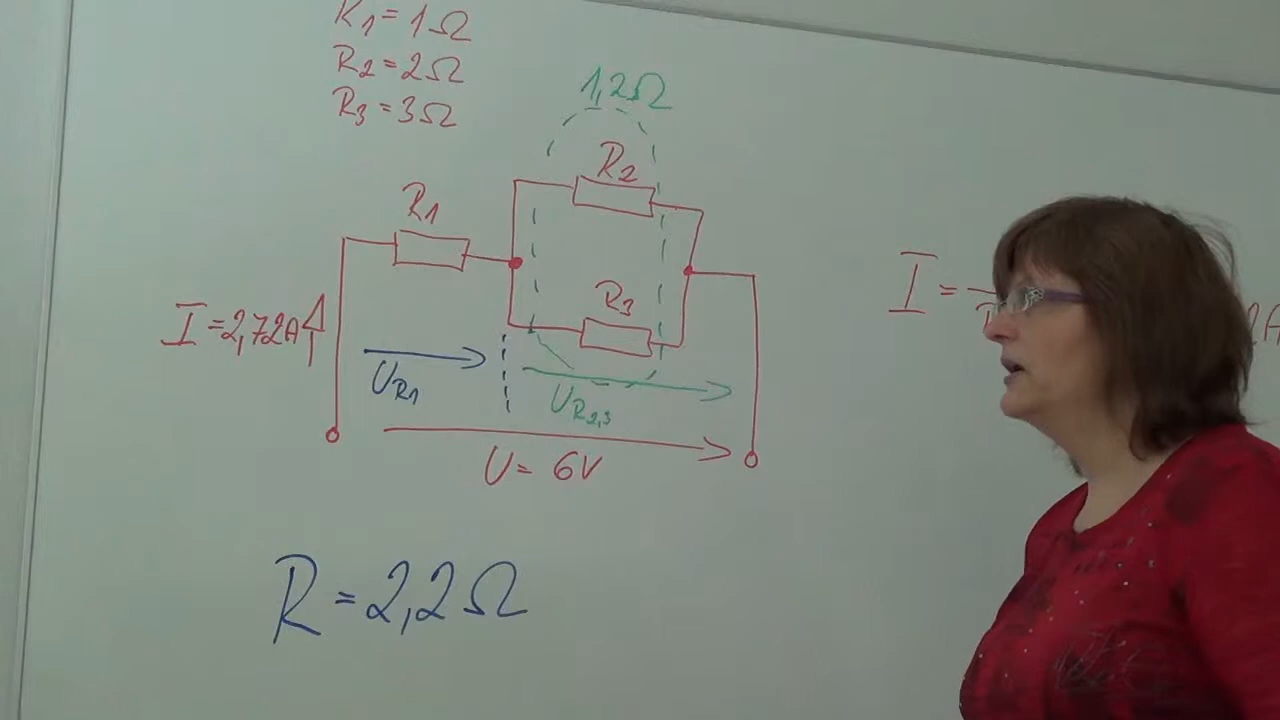 R1 = 1Ω
R2 = 2Ω
R3 = 3Ω
1,2Ω
R2
R1
R3
I = 2,72A
I =
2A
UR1
UR2,3
U = 6V
R = 2,2Ω